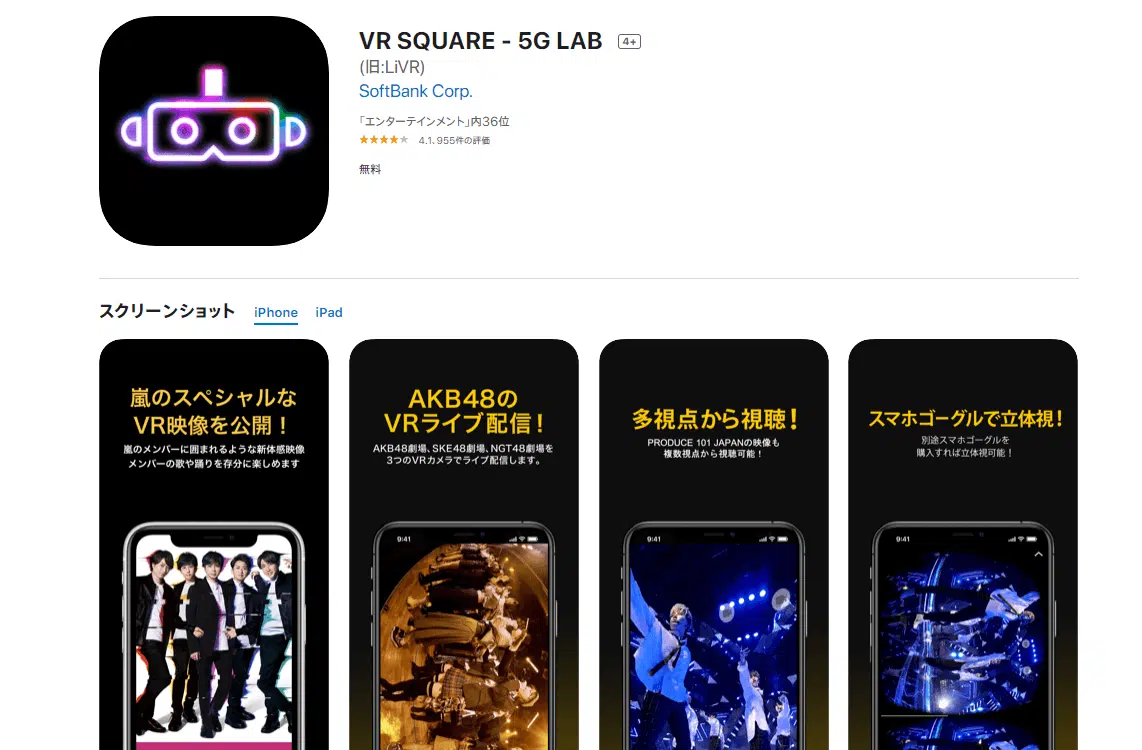 VR SQUARE - 5G LAB 4+
(旧:LiVR)
SoftBank Corp.
「エンターテインメント」内36位
★★★★★ 4.1、955件の評価
無料
スクリーンショット iPhone iPad
嵐のスペシャルな
VR映像を公開！
嵐のメンバーに囲まれるような新体感映像
メンバーの歌や踊りを存分に楽しめます
AKB48の
VRライブ配信！
AKB48劇場、SKE48劇場、NGT48劇場を
3つのVRカメラでライブ配信します。
9:41
多視点から視聴！
PRODUCE 101 JAPANの映像も
複数視点から視聴可能！
9:41
スマホゴーグルで立体視！
別途スマホゴーグルを
購入すれば立体視可能！
9:41